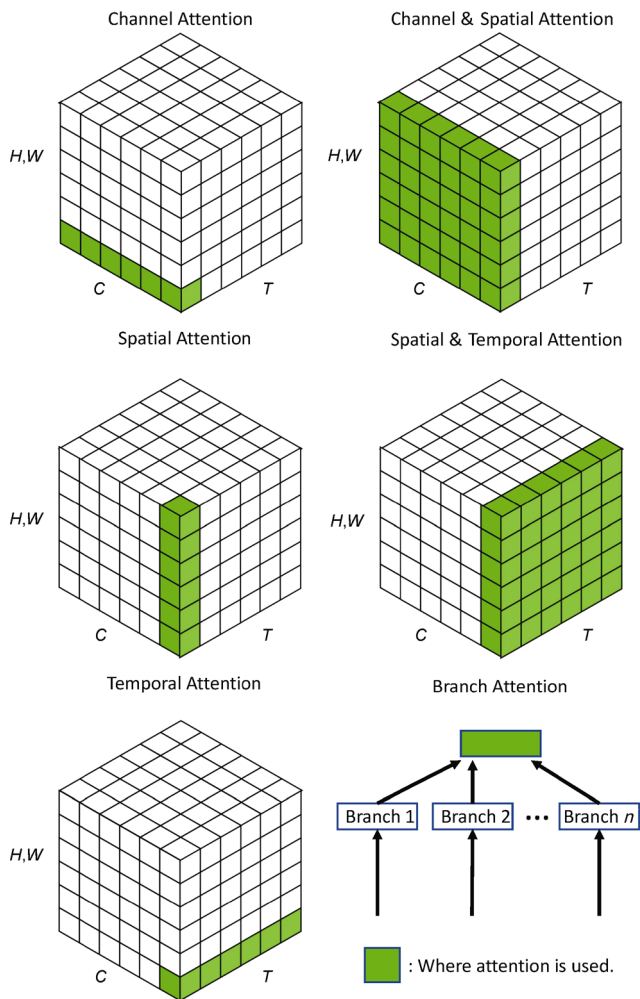 Channel Attention
Channel & Spatial Attention
H,W
C
T
H,W
C
T
Spatial Attention
Spatial & Temporal Attention
H,W
C
T
H,W
C
T
Temporal Attention
Branch Attention
H,W
C
T
Branch 1
Branch 2
•••
Branch n
: Where attention is used.